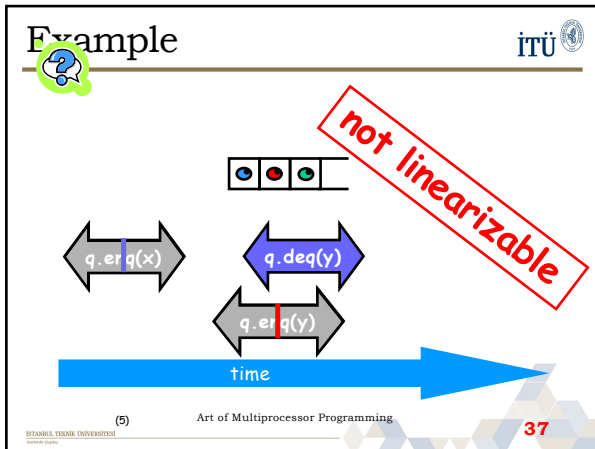 Example
İTÜ
not linearizable
q.enq(x)
q.deq(y)
q.enq(y)
time
(5)
Art of Multiprocessor Programming
İSTANBUL TEKNİK ÜNİVERSİTESİ
37